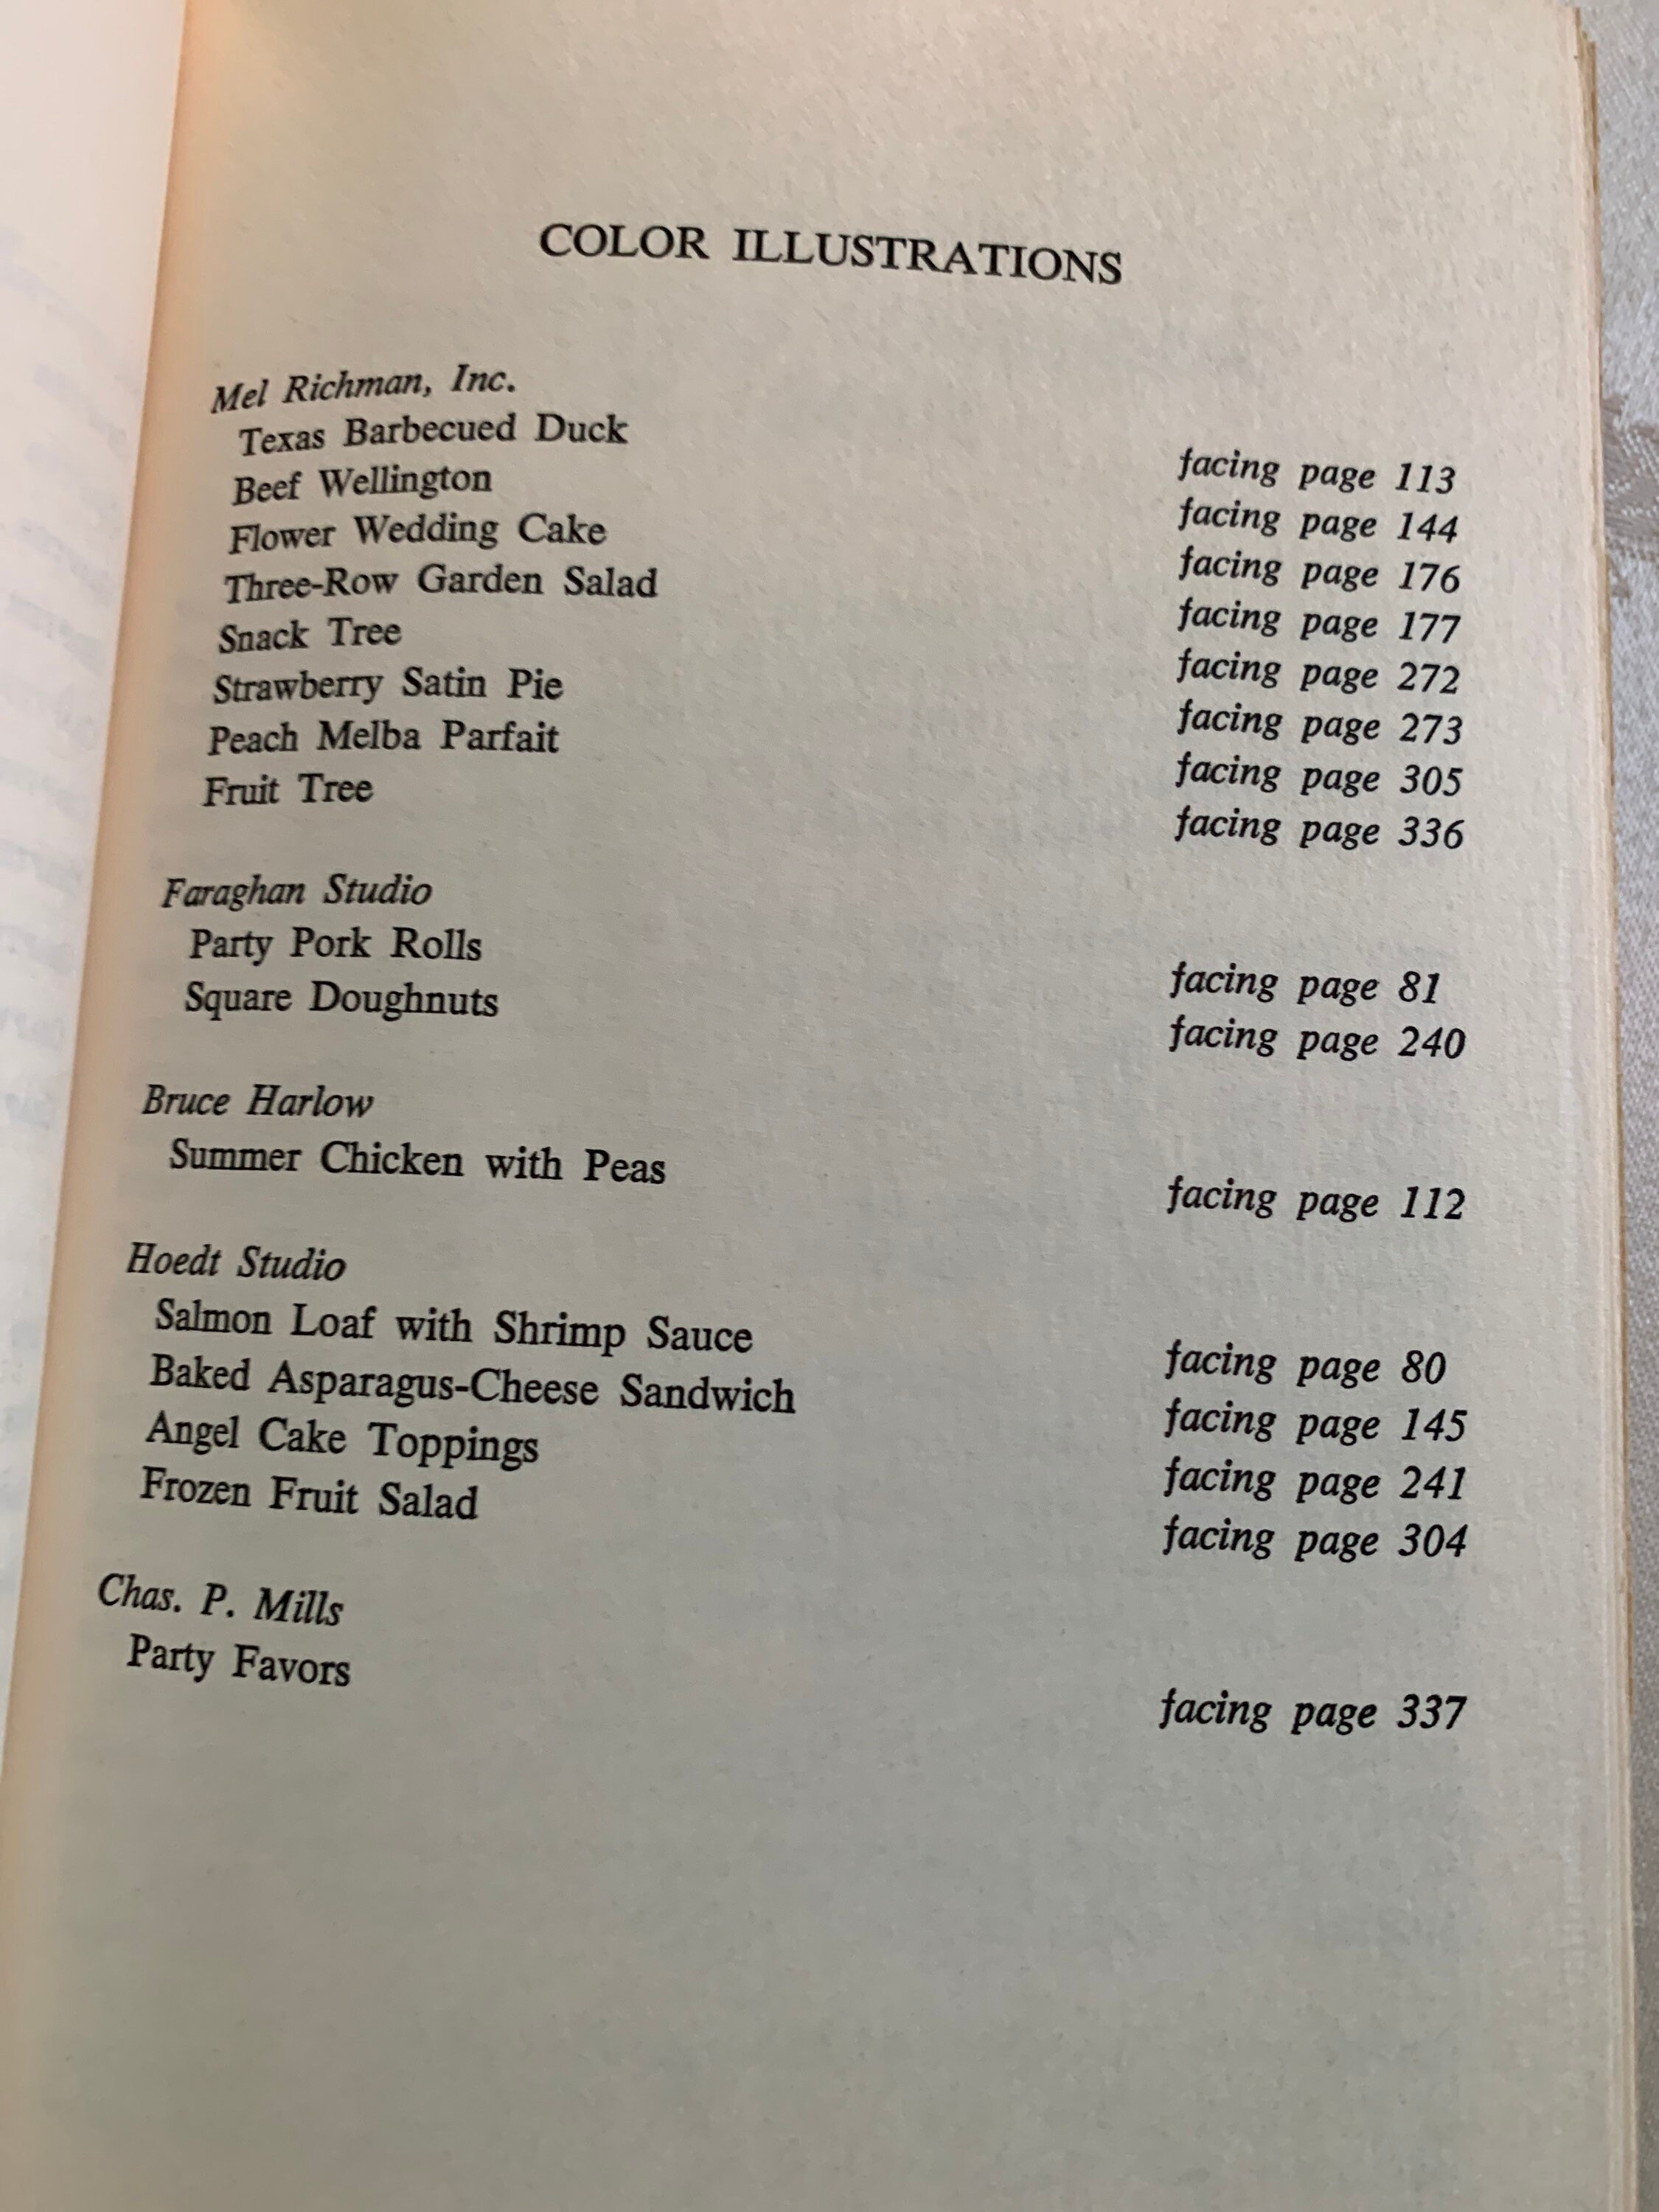 COLOR ILLUSTRATIONS
Mel Richman, Inc.
Texas Barbecued Duck facing page 113
Beef Wellington facing page 144
Flower Wedding Cake facing page 176
Three-Row Garden Salad facing page 177
Snack Tree facing page 272
Strawberry Satin Pie facing page 273
Peach Melba Parfait facing page 305
Fruit Tree facing page 336
Faraghan Studio
Party Pork Rolls facing page 81
Square Doughnuts facing page 240
Bruce Harlow
Summer Chicken with Peas facing page 112
Hoedt Studio
Salmon Loaf with Shrimp Sauce facing page 80
Baked Asparagus-Cheese Sandwich facing page 145
Angel Cake Toppings facing page 241
Frozen Fruit Salad facing page 304
Chas. P. Mills
Party Favors facing page 337